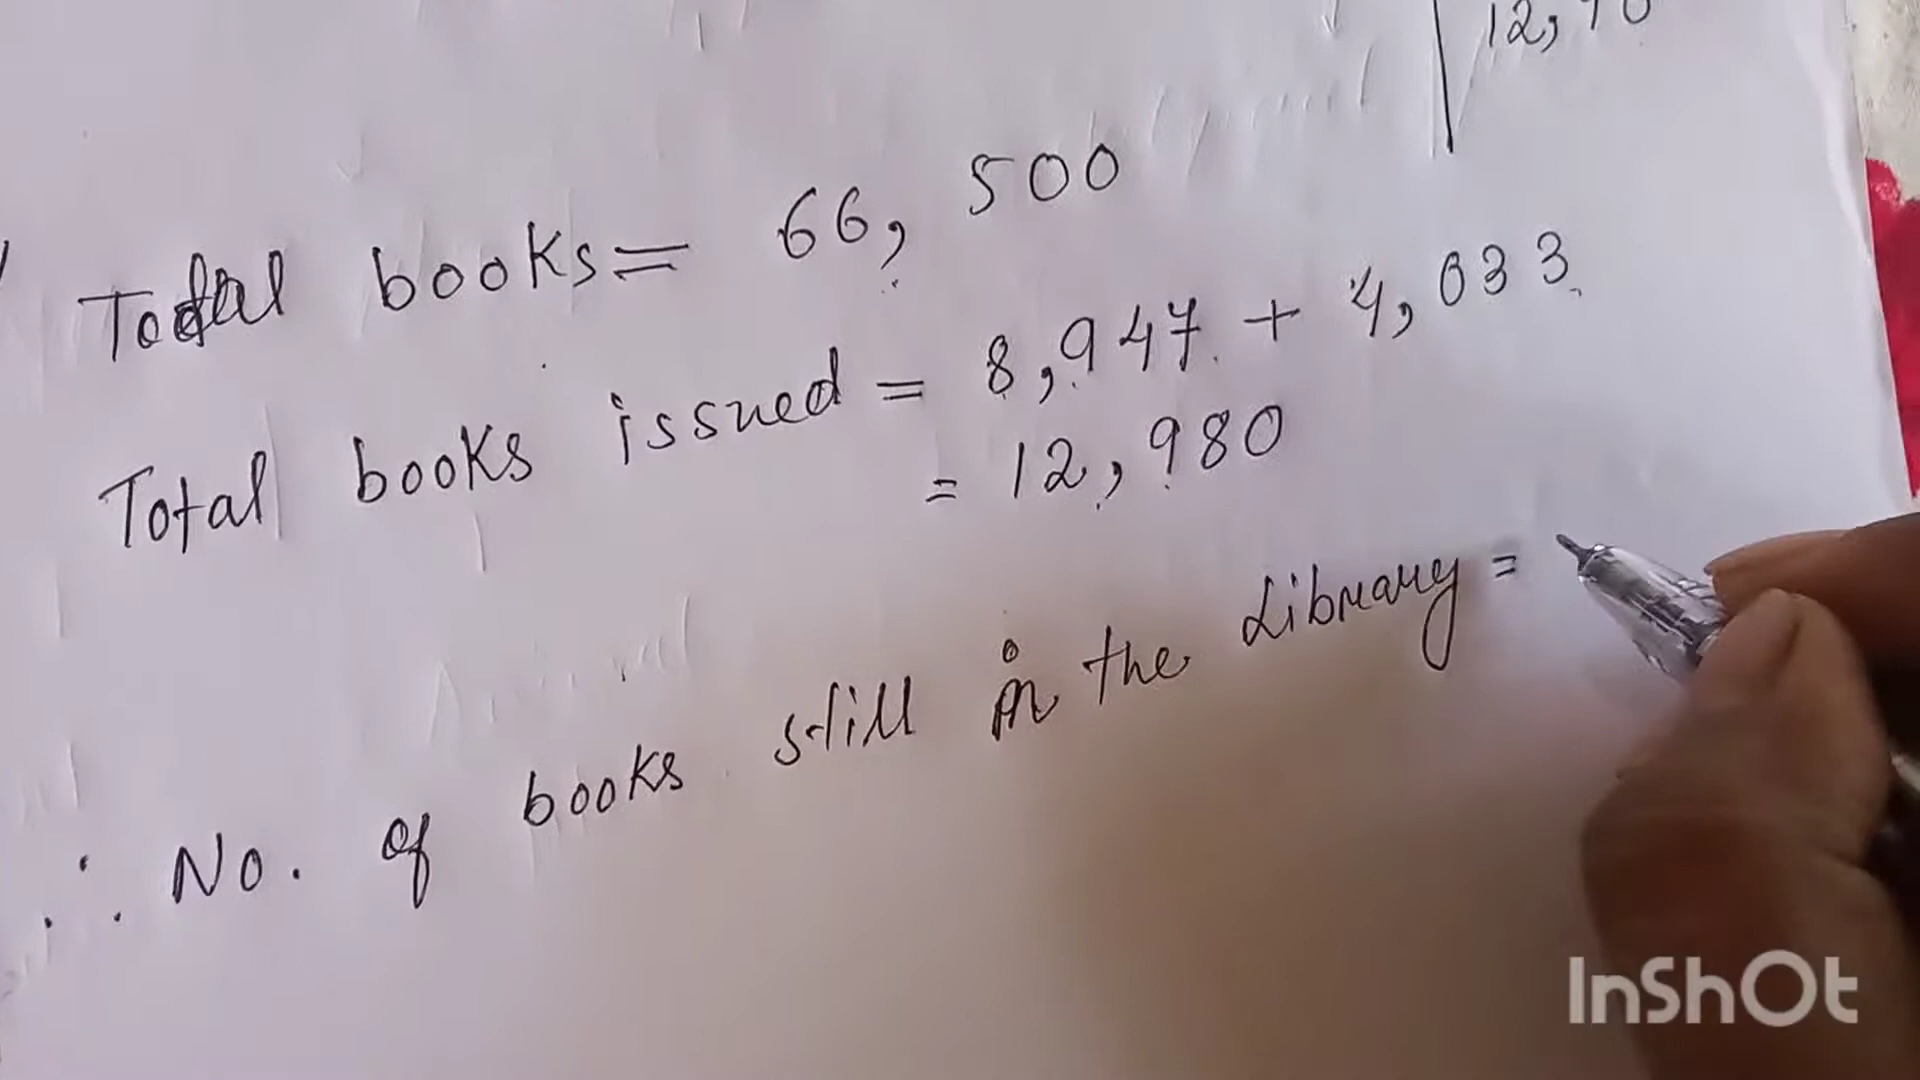 Total books = 66,500
Total books issued = 8,947 + 4,033
= 12,980
∴ No. of books still in the Library =
InShOt